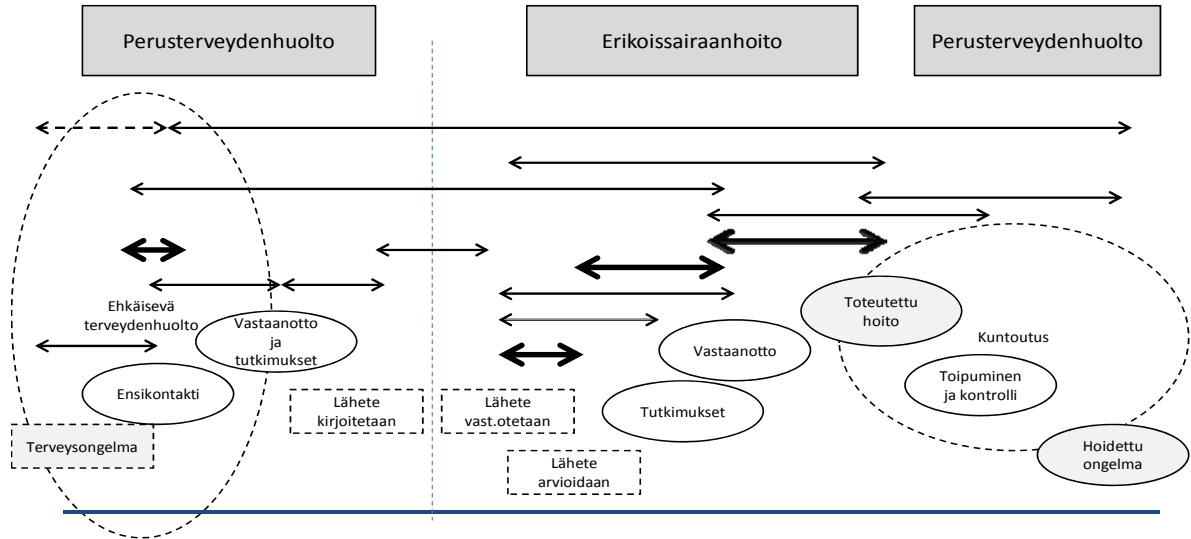 Perusterveydenhuolto
Erikoissairaanhoito
Perusterveydenhuolto
Ehkäisevä
terveydenhuolto
Vastaanotto
ja
tutkimukset
Ensikontakti
Terveysongelma
Lähete
kirjoitetaan
Lähete
vast.otetaan
Lähete
arvioidaan
Tutkimukset
Vastaanotto
Toteutettu
hoito
Kuntoutus
Toipuminen
ja kontrolli
Hoidettu
ongelma